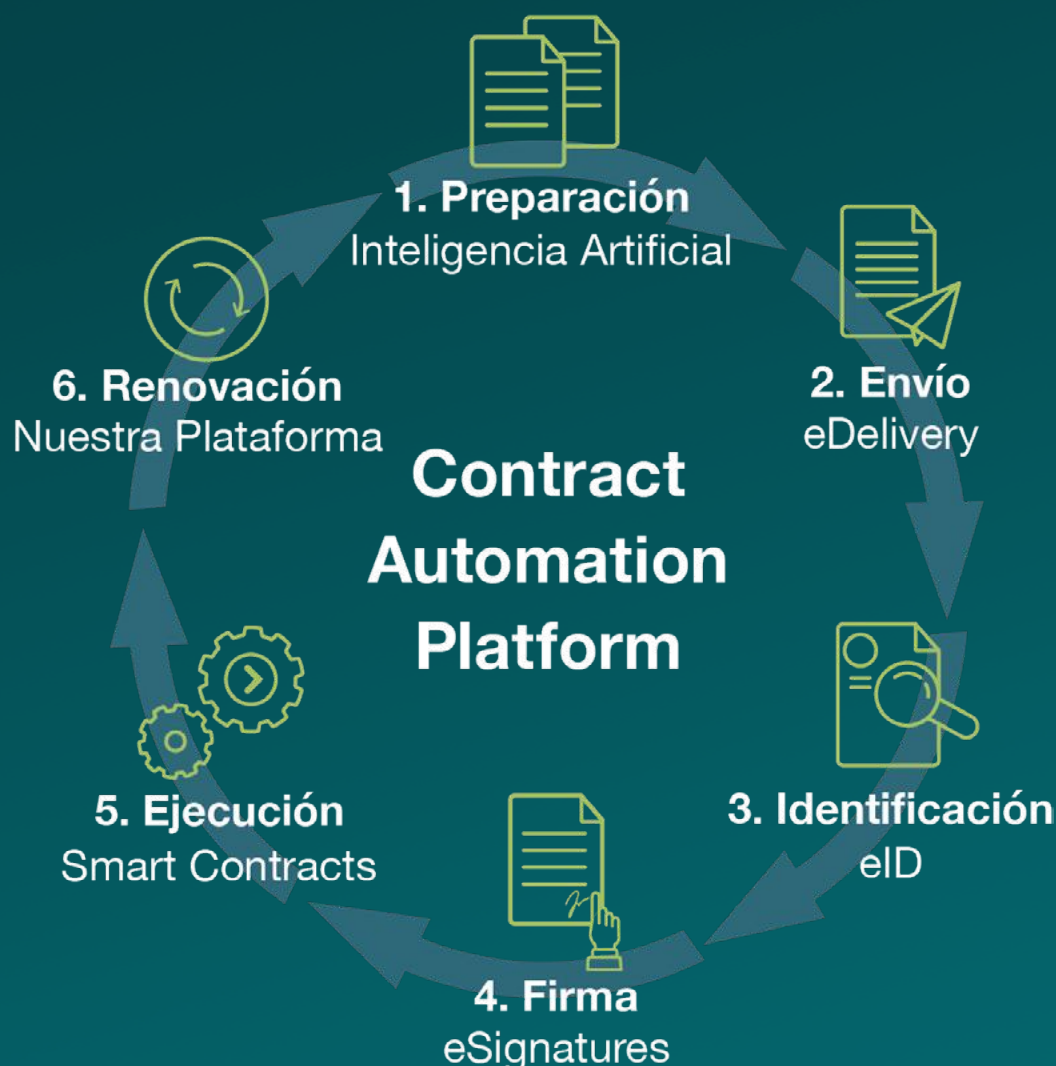 1. Preparación
Inteligencia Artificial
2. Envío
eDelivery
3. Identificación
eID
4. Firma
eSignatures
5. Ejecución
Smart Contracts
6. Renovación
Nuestra Plataforma
Contract
Automation
Platform